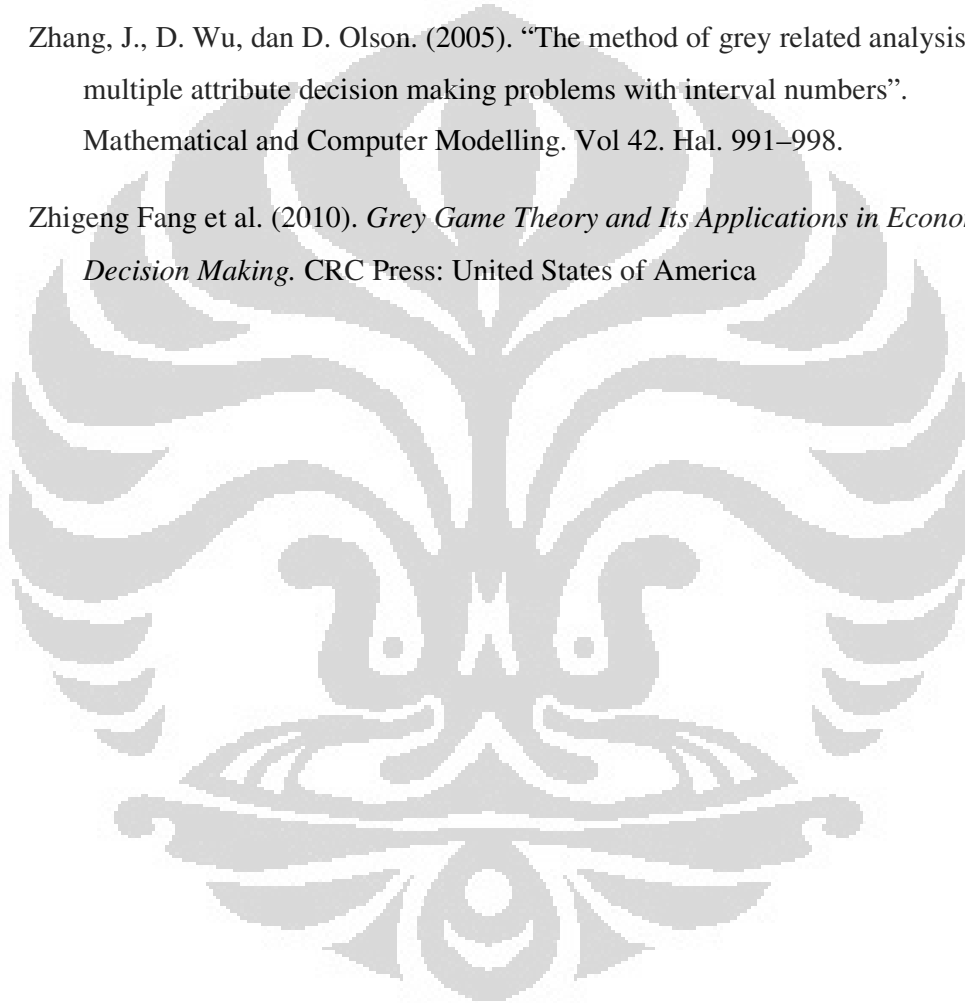 Zhang, J., D. Wu, dan D. Olson. (2005). “The method of grey related analysis
multiple attribute decision making problems with interval numbers”.
Mathematical and Computer Modelling. Vol 42. Hal. 991–998.
Zhigeng Fang et al. (2010). Grey Game Theory and Its Applications in Econo
Decision Making. CRC Press: United States of America